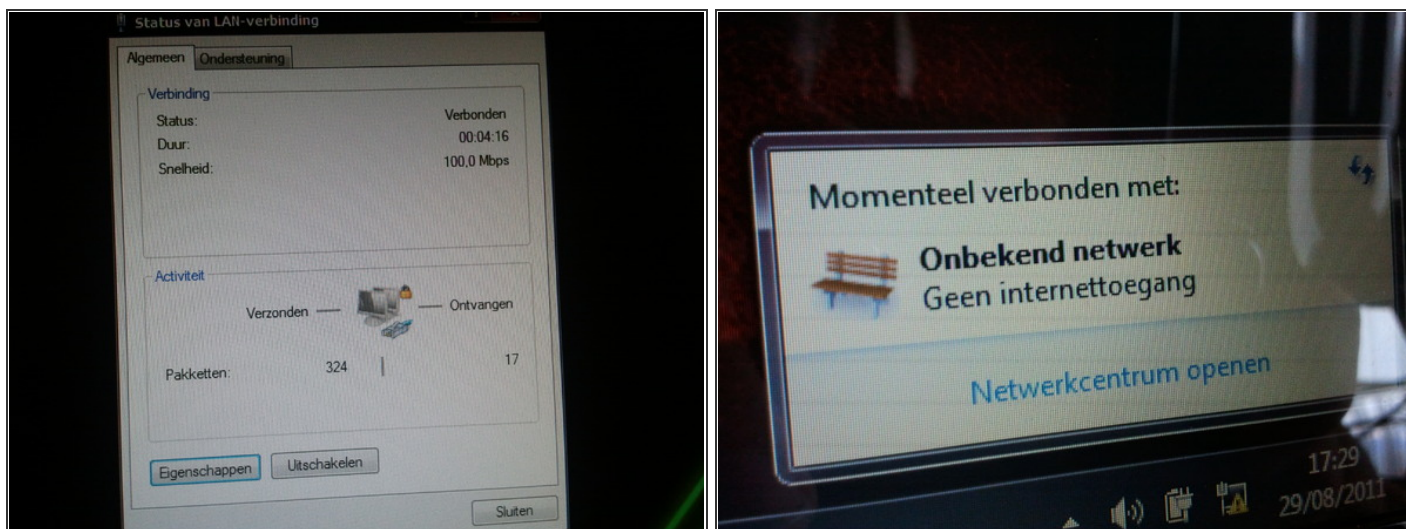 Status van LAN-verbinding
Algemeen Ondersteuning
Verbinding
Status: Verbonden
Duur: 00:04:16
Snelheid: 100,0 Mbps
Activiteit
Verzonden Ontvangen
Pakketten: 324 17
Eigenschappen Uitschakelen
Sluiten
Momenteel verbonden met:
Onbekend netwerk
Geen internettoegang
Netwerkcentrum openen
17:29
29/08/2011